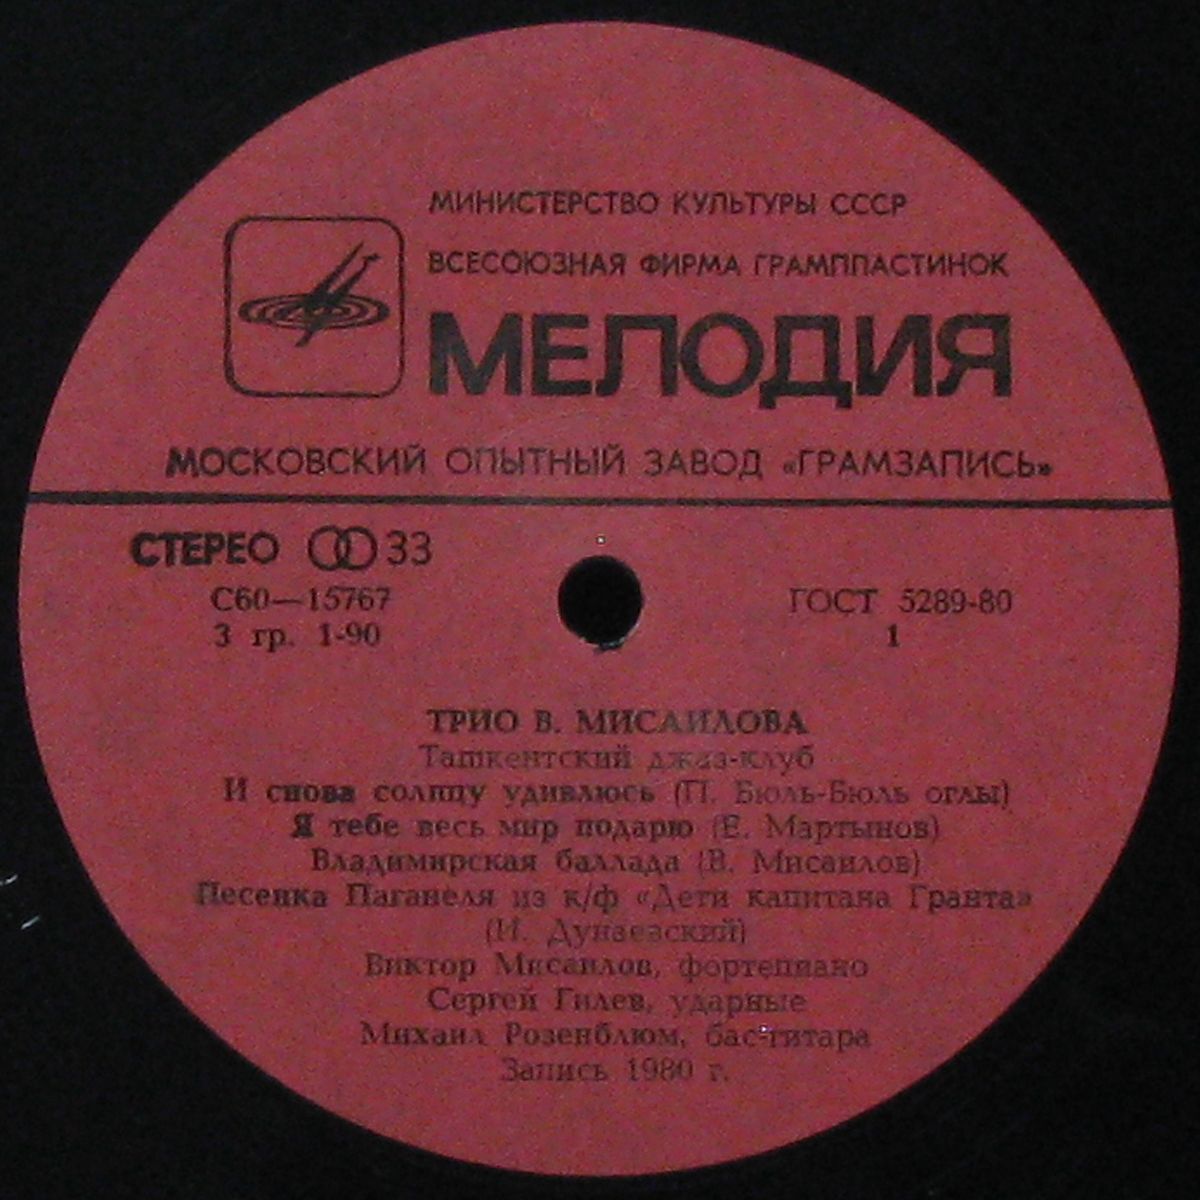 МИНИСТЕРСТВО КУЛЬТУРЫ СССР
ВСЕСОЮЗНАЯ ФИРМА ГРАМПЛАСТИНОК
МЕЛОДИЯ
МОСКОВСКИЙ ОПЫТНЫЙ ЗАВОД «ГРАМЗАПИСЬ»
СТЕРЕО 33
С60—15767
ГОСТ 5289-80
3 гр. 1-90
1
ТРИО В. МИСАИЛОВА
Ташкентский джаз-клуб
И снова солнцу удивлюсь (П. Бюль-Бюль оглы)
Я тебе весь мир подарю (Е. Мартынов)
Владимирская баллада (В. Мисаилов)
Песенка Паганеля из к/ф «Дети капитана Гранта»
(И. Дунаевский)
Виктор Мисаилов, фортепиано
Сергей Гилев, ударные
Михаил Розенблюм, бас-гитара
Запись 1980 г.